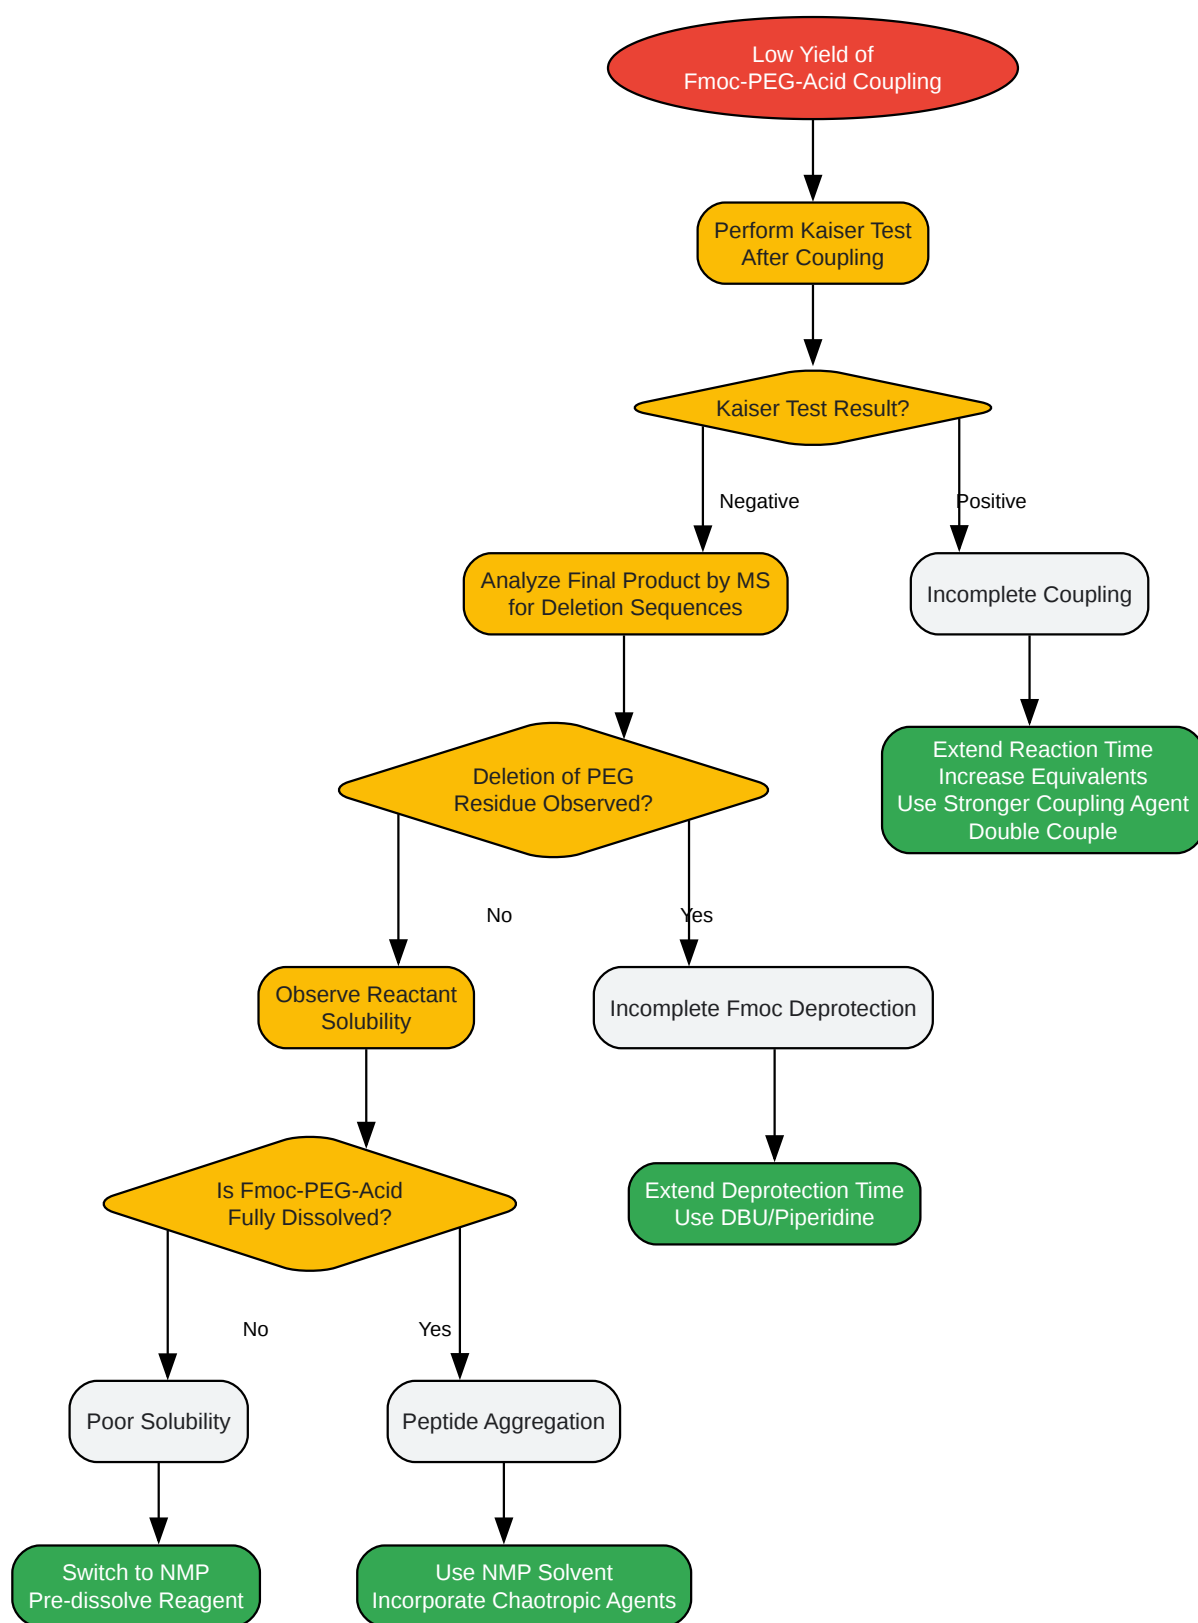 Low Yield of
Fmoc-PEG-Acid Coupling
Perform Kaiser Test
After Coupling
Kaiser Test Result?
Negative
Positive
Analyze Final Product by MS
for Deletion Sequences
Incomplete Coupling
Extend Reaction Time
Increase Equivalents
Use Stronger Coupling Agent
Double Couple
Deletion of PEG
Residue Observed?
No
Yes
Observe Reactant
Solubility
Incomplete Fmoc Deprotection
Is Fmoc-PEG-Acid
Fully Dissolved?
Extend Deprotection Time
Use DBU/Piperidine
No
Yes
Poor Solubility
Peptide Aggregation
Switch to NMP
Pre-dissolve Reagent
Use NMP Solvent
Incorporate Chaotropic Agents